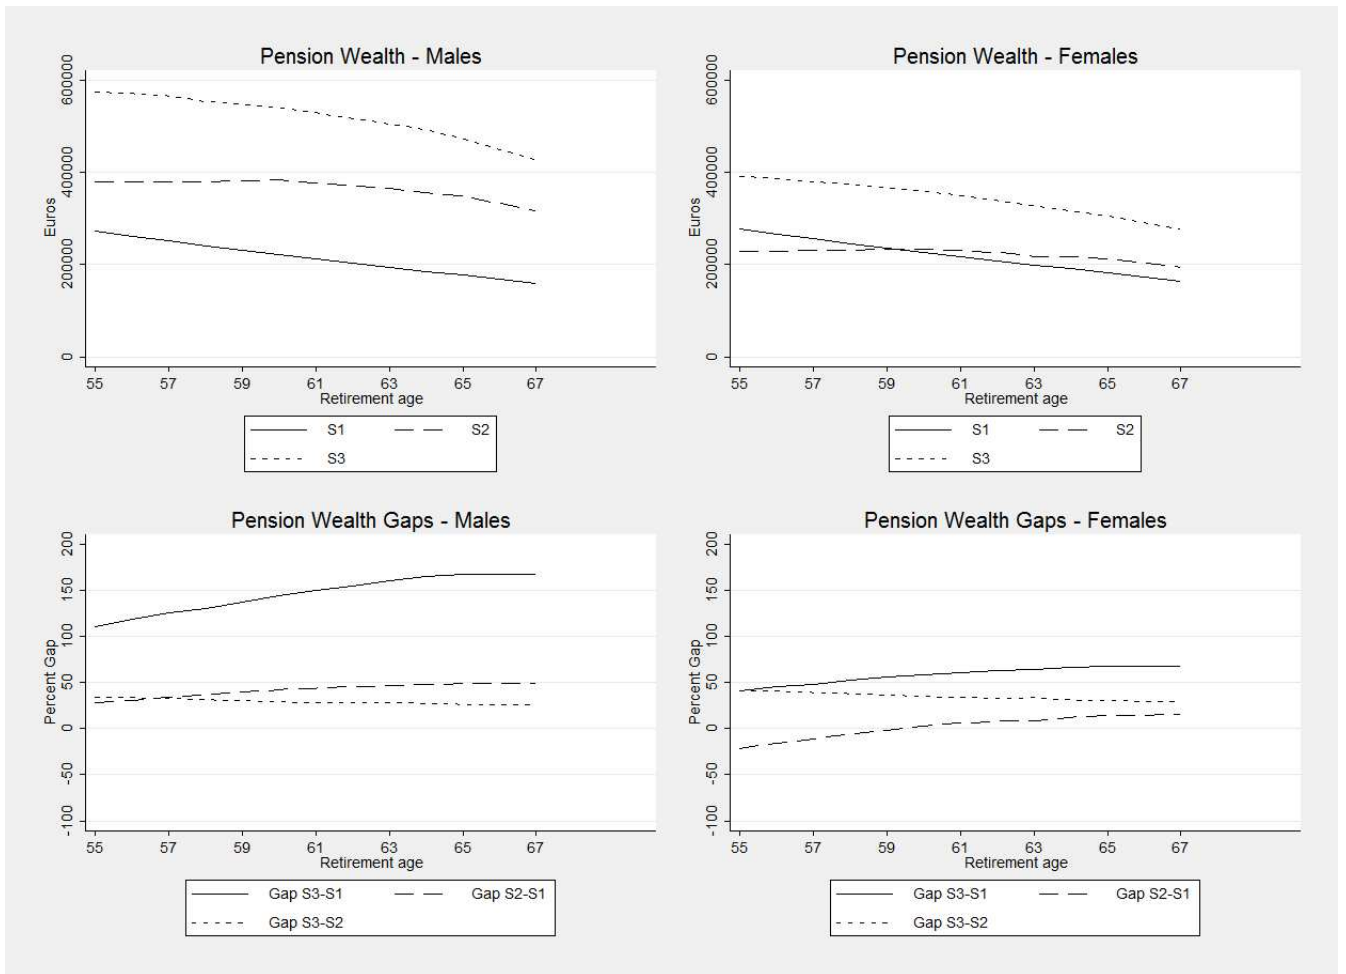 Pension Wealth - Males
600000
400000
200000
0
Euros
55 57 59 61 63 65 67
Retirement age
S1 S2
S3
Pension Wealth - Females
600000
400000
200000
0
Euros
55 57 59 61 63 65 67
Retirement age
S1 S2
S3
Pension Wealth Gaps - Males
200
150
100
50
0
-50
-100
Percent Gap
55 57 59 61 63 65 67
Retirement age
Gap S3-S1 Gap S2-S1
Gap S3-S2
Pension Wealth Gaps - Females
200
150
100
50
0
-50
-100
Percent Gap
55 57 59 61 63 65 67
Retirement age
Gap S3-S1 Gap S2-S1
Gap S3-S2